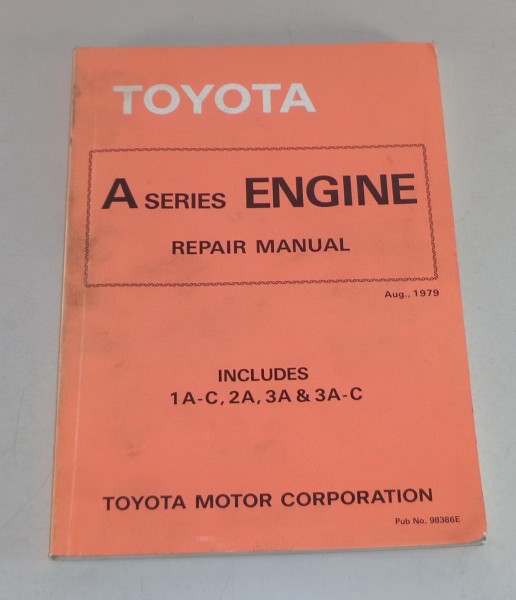 TOYOTA
A SERIES ENGINE
REPAIR MANUAL
Aug., 1979
INCLUDES
1A-C, 2A, 3A & 3A-C
TOYOTA MOTOR CORPORATION
Pub No. 98386E